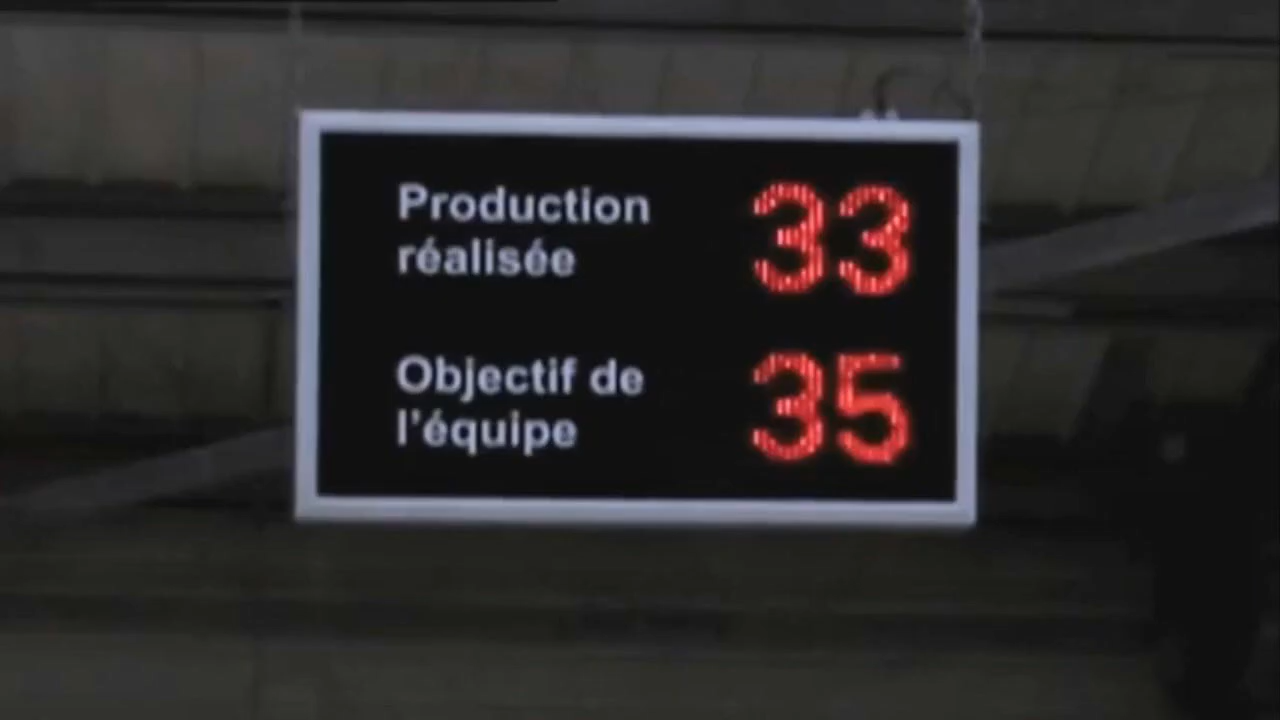 Production
réalisée
33
Objectif de
l'équipe
35